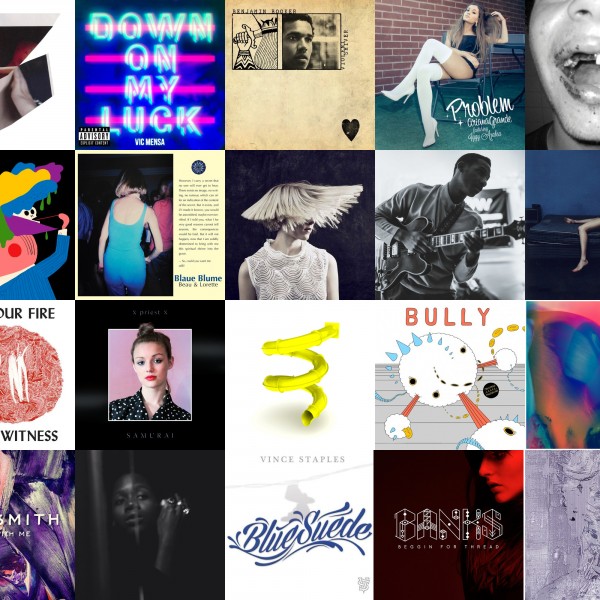 DOWN
ON
MY
LUCK
PARENTAL
ADVISORY
EXPLICIT CONTENT
VIC MENSA
BENJAMIN BOOKER
VIOLENT SHIVER
Problem
Ariana Grande
featuring
Iggy Azalea
Blaue Blume
Beau & Lorette
OUR FIRE
WITNESS
X priest X
SAMURAI
BULLY
SMITH
TH ME
VINCE STAPLES
Blue Suede
BANKS
BEGGIN FOR THREAD